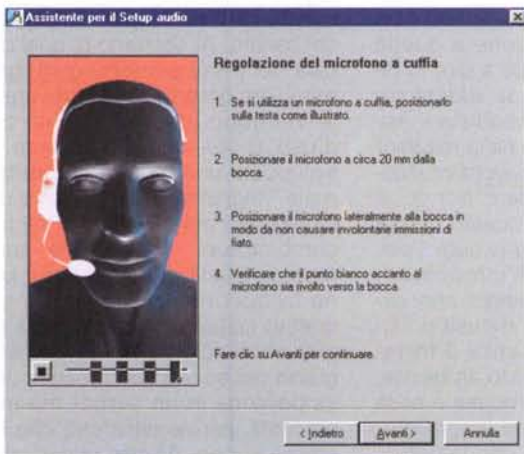 Assistente per il Setup audio
Regolazione del microfono a cuffia
1. Se si utilizza un microfono a cuffia, posizionarlo
sulla testa come illustrato.
2. Posizionare il microfono a circa 20 mm dalla
bocca.
3. Posizionare il microfono lateralmente alla bocca in
modo da non causare involontarie immissioni di
fiato.
4. Verificare che il punto bianco accanto al
microfono sia rivolto verso la bocca.
Fare clic su Avanti per continuare.
< Indietro
Avanti >
Annulla